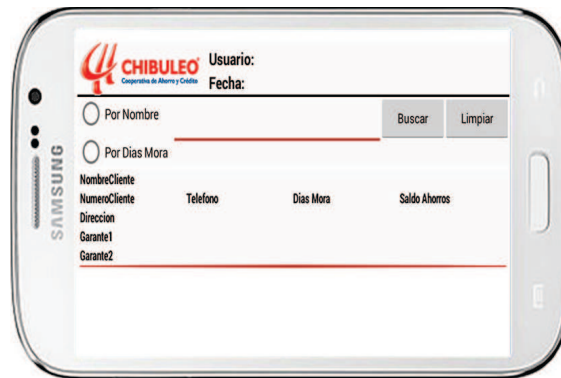 CHIBULEO
Cooperativa de Ahorro y Crédito
Usuario:
Fecha:
Por Nombre
Buscar Limpiar
Por Dias Mora
NombreCliente
NumeroCliente Telefono Dias Mora Saldo Ahorros
Direccion
Garante1
Garante2
SAMSUNG